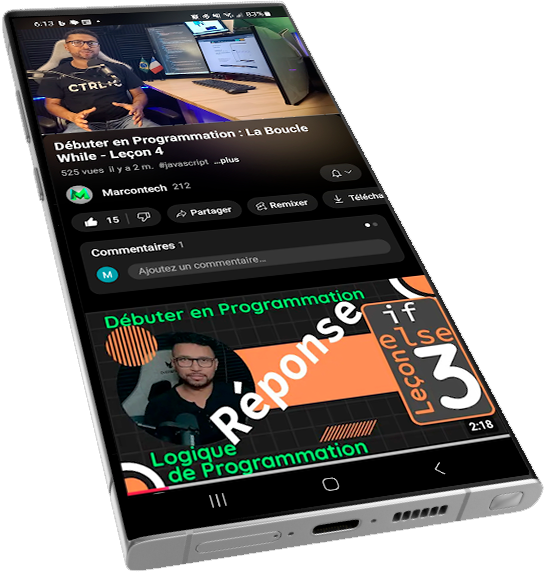 6:13
83%
CTRL+C
Débuter en Programmation : La Boucle
While - Leçon 4
525 vues il y a 2 m. #javascript ...plus
Marcontech 212
15
Partager
Remixer
Télécha
Commentaires 1
M
Ajoutez un commentaire...
Débuter en Programmation
Réponse
if
else
Leçon
3
2:18
Logique
de Programmation